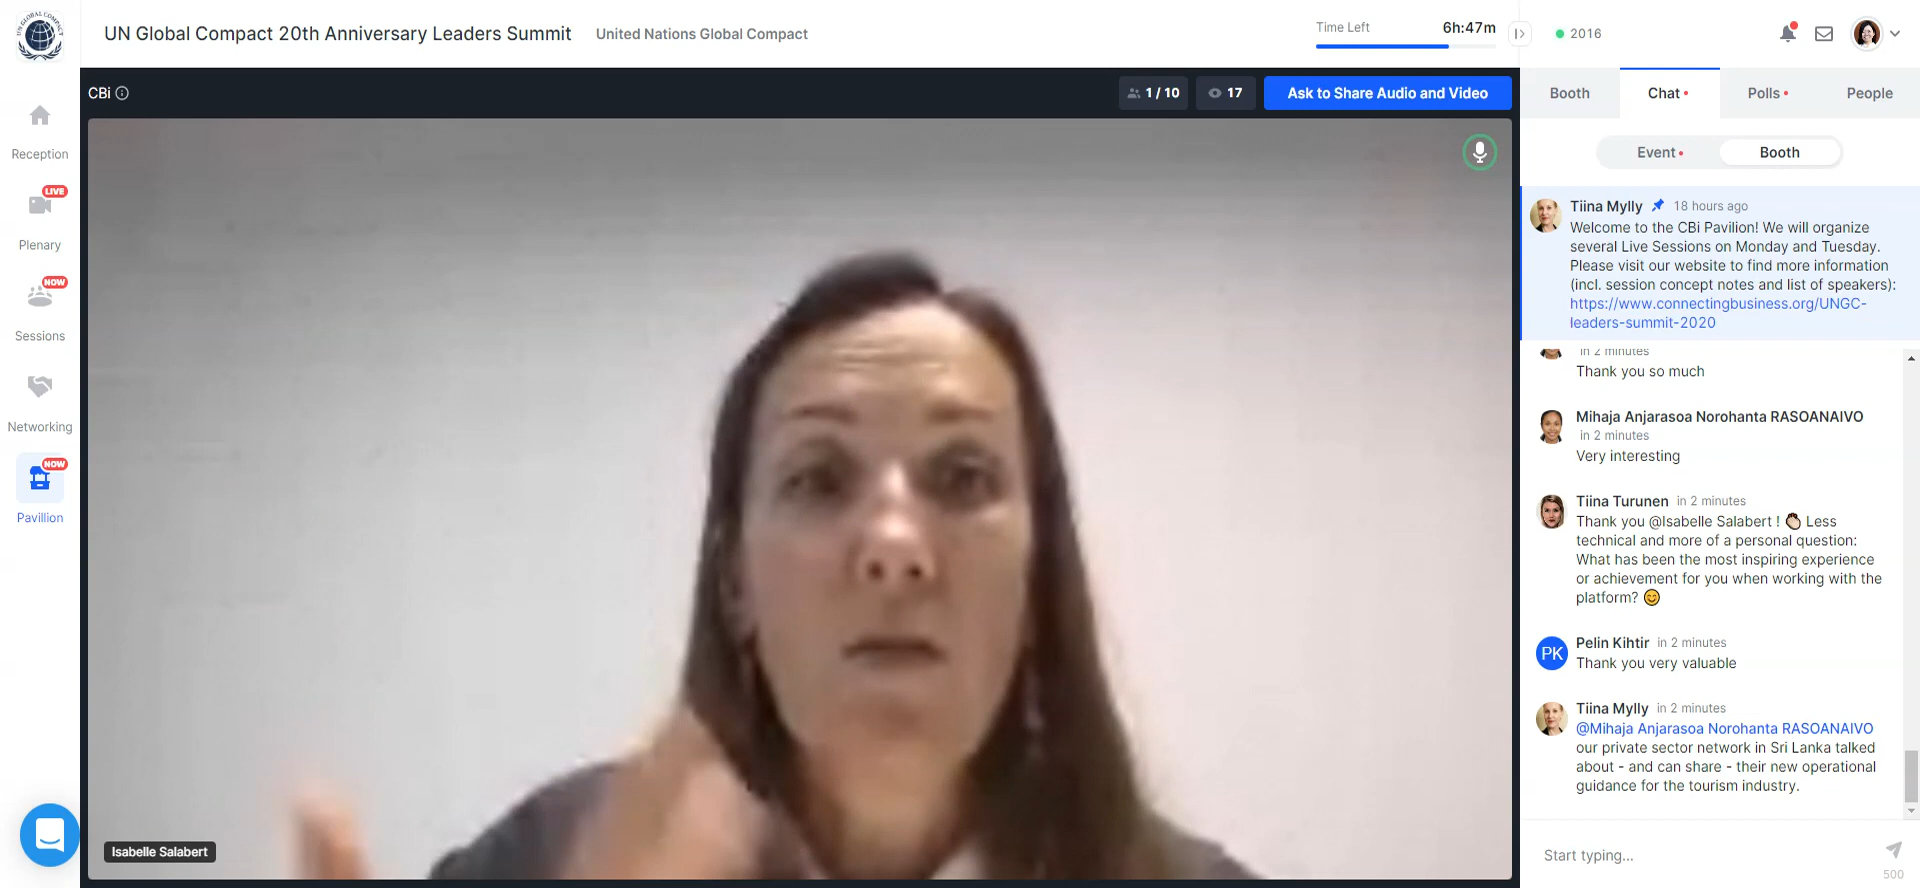 UN GLOBAL COMPACT
UN Global Compact 20th Anniversary Leaders Summit
United Nations Global Compact
Time Left
6h:47m
2016
Reception
LIVE
Plenary
NOW
Sessions
Networking
NOW
Pavillion
CBi
1 / 10
17
Ask to Share Audio and Video
Isabelle Salabert
Booth
Chat
Polls
People
Event
Booth
Tiina Mylly 18 hours ago
Welcome to the CBi Pavilion! We will organize
several Live Sessions on Monday and Tuesday.
Please visit our website to find more information
(incl. session concept notes and list of speakers):
https://www.connectingbusiness.org/UNGC-
leaders-summit-2020
in 2 minutes
Thank you so much
Mihaja Anjarasoa Norohanta RASOANAIVO
in 2 minutes
Very interesting
Tiina Turunen in 2 minutes
Thank you @Isabelle Salabert ! 👏🏻 Less
technical and more of a personal question:
What has been the most inspiring experience
or achievement for you when working with the
platform? 😊
PK
Pelin Kihtir in 2 minutes
Thank you very valuable
Tiina Mylly in 2 minutes
@Mihaja Anjarasoa Norohanta RASOANAIVO
our private sector network in Sri Lanka talked
about - and can share - their new operational
guidance for the tourism industry.
Start typing...
500